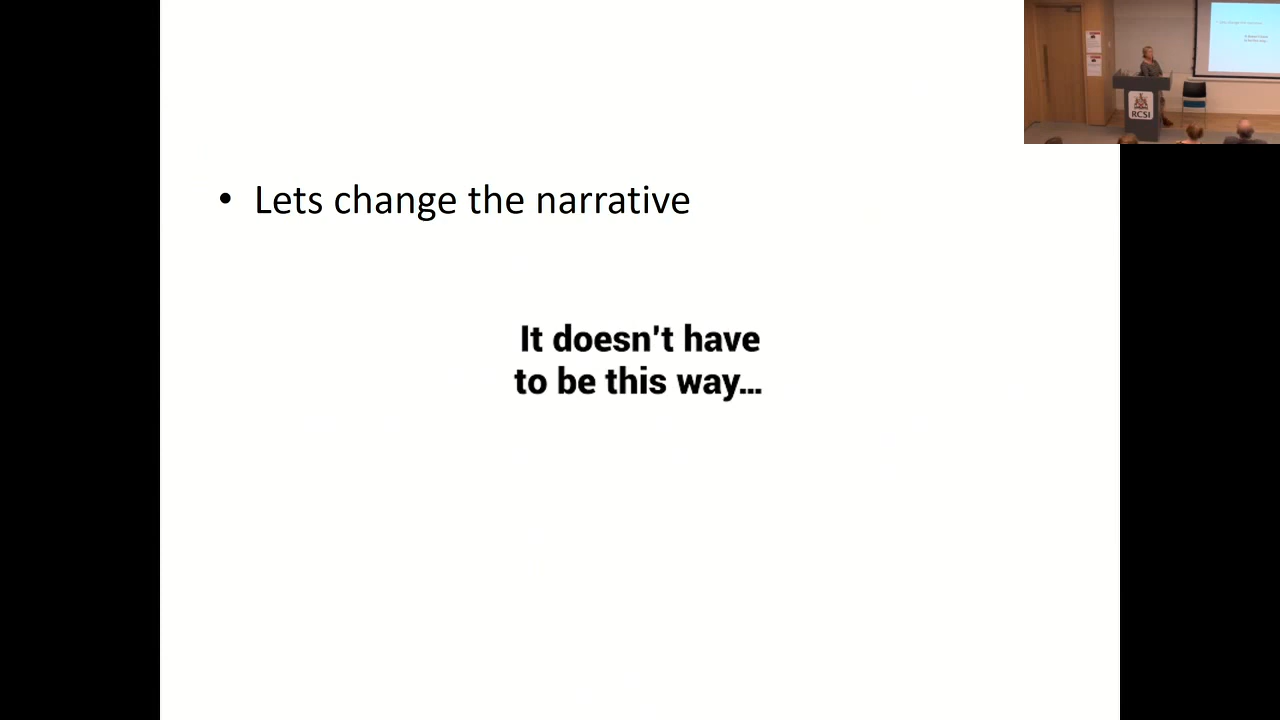 • Lets change the narrative
It doesn't have
to be this way...
RCSI